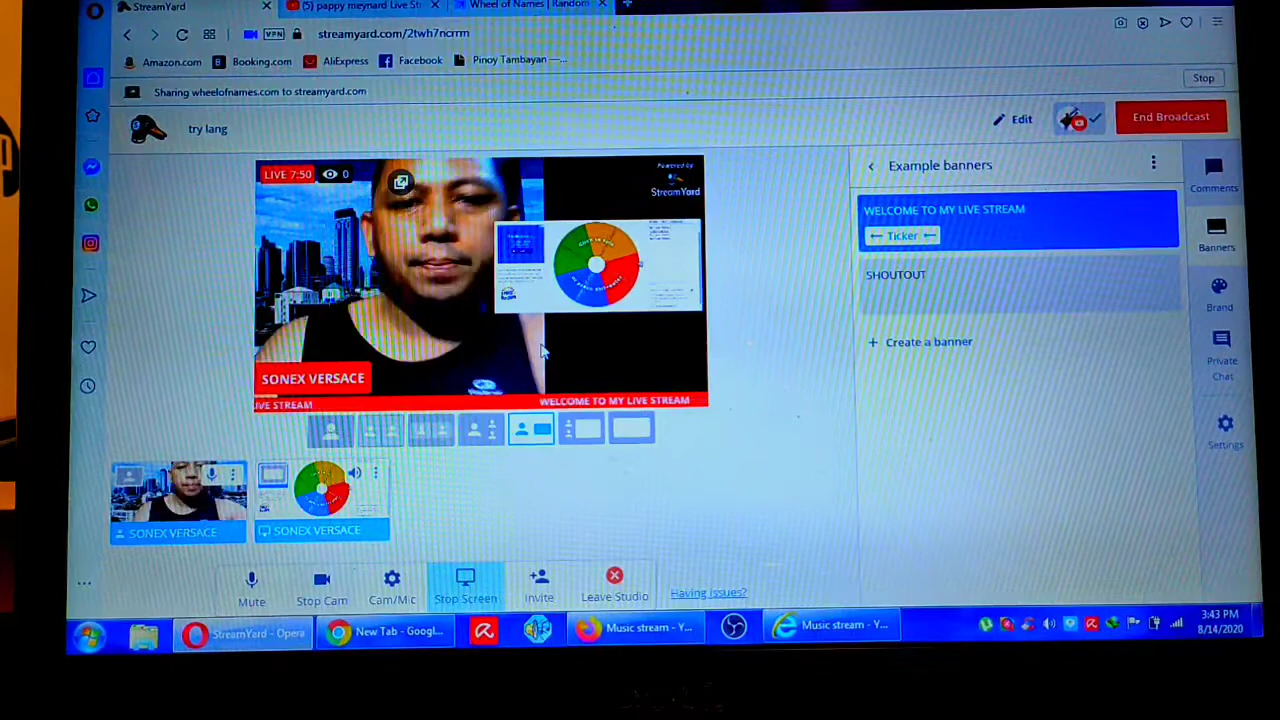 StreamYard
(5) pappy meynard Live St
Wheel of Names | Random
VPN
streamyard.com/2twh7ncrrm
Amazon.com
B Booking.com
AliExpress
Facebook
Pinoy Tambayan —...
Sharing wheelofnames.com to streamyard.com
Stop
try lang
Edit
End Broadcast
LIVE 7:50
0
Powered by
StreamYard
SONEX VERSACE
IVE STREAM
WELCOME TO MY LIVE STREAM
Example banners
WELCOME TO MY LIVE STREAM
← Ticker ←
SHOUTOUT
+ Create a banner
Comments
Banners
Brand
Private
Chat
Settings
SONEX VERSACE
SONEX VERSACE
Mute
Stop Cam
Cam/Mic
Stop Screen
Invite
Leave Studio
Having issues?
StreamYard - Opera
New Tab - Googl...
Music stream - Y...
Music stream - Y...
3:43 PM
8/14/2020